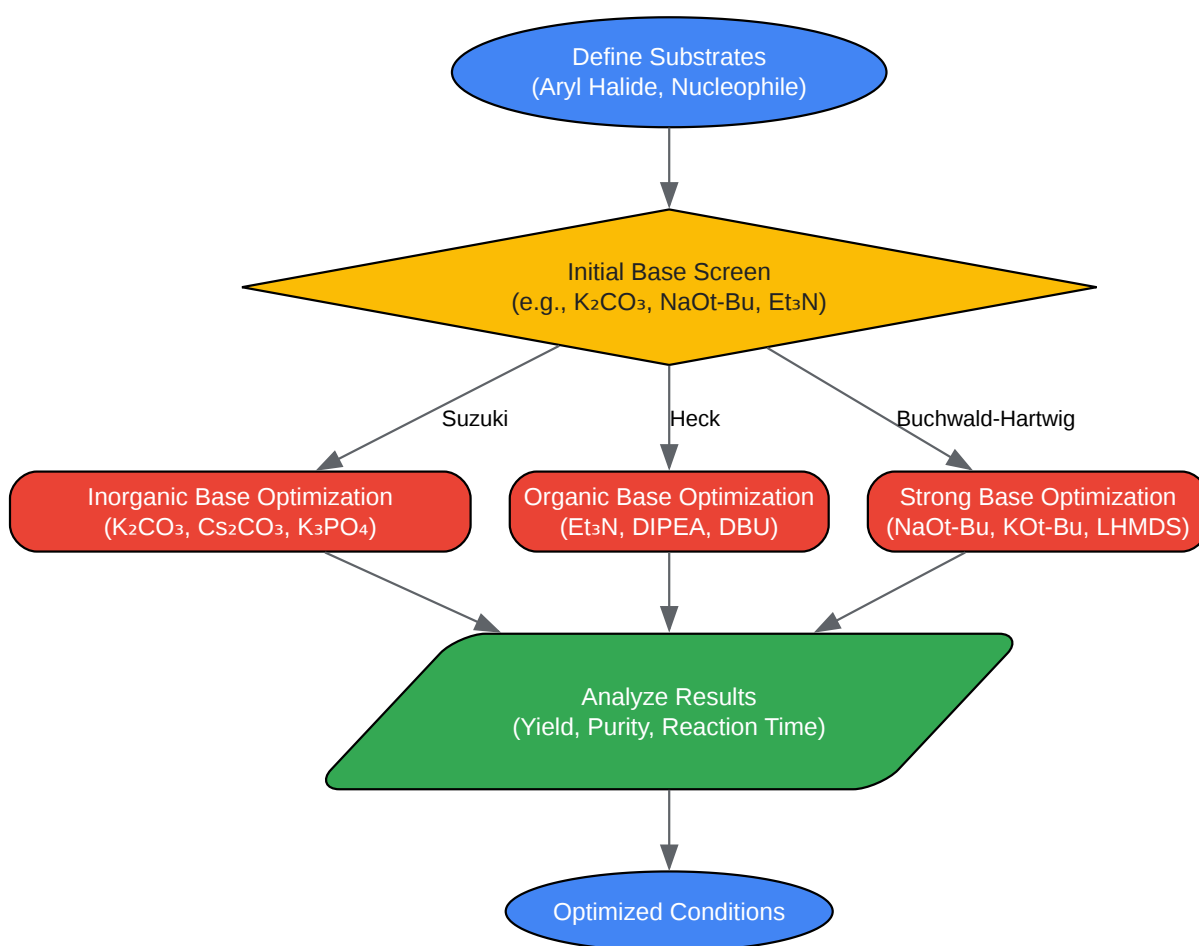 Define Substrates
(Aryl Halide, Nucleophile)
Initial Base Screen
(e.g., K₂CO₃, NaOt-Bu, Et₃N)
Suzuki
Heck
Buchwald-Hartwig
Inorganic Base Optimization
(K₂CO₃, Cs₂CO₃, K₃PO₄)
Organic Base Optimization
(Et₃N, DIPEA, DBU)
Strong Base Optimization
(NaOt-Bu, KOt-Bu, LHMDS)
Analyze Results
(Yield, Purity, Reaction Time)
Optimized Conditions